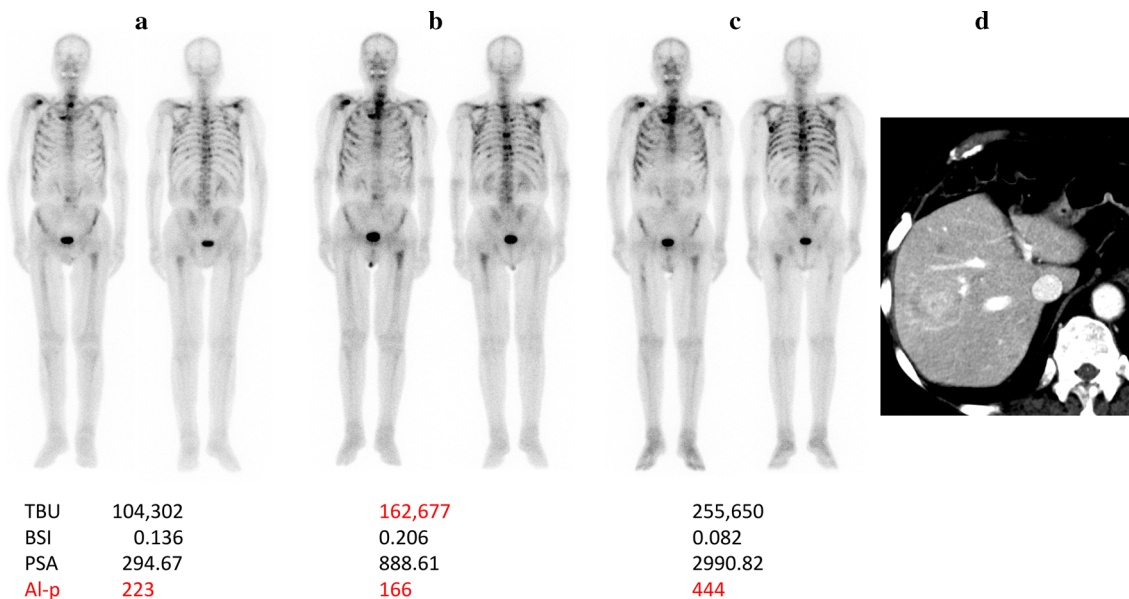 a b c d
TBU 104,302 162,677 255,650
BSI 0.136 0.206 0.082
PSA 294.67 888.61 2990.82
Al-p 223 166 444